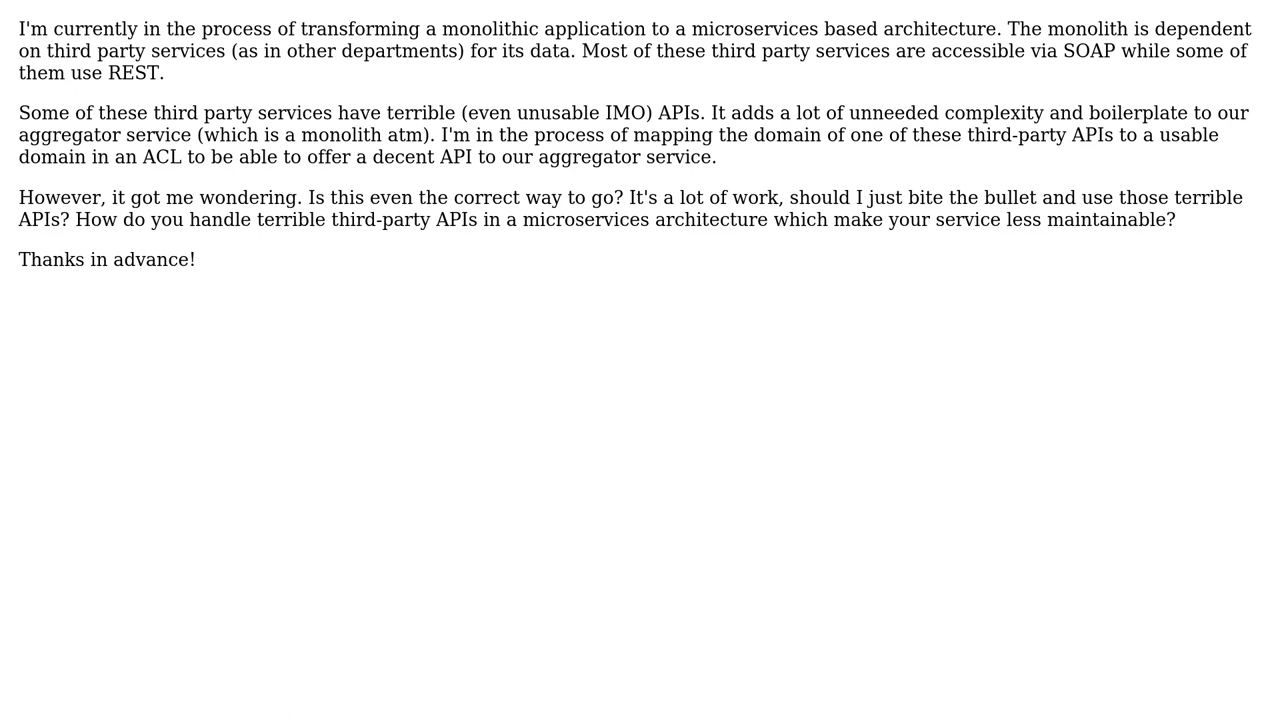 I'm currently in the process of transforming a monolithic application to a microservices based architecture. The monolith is dependent
on third party services (as in other departments) for its data. Most of these third party services are accessible via SOAP while some of
them use REST.
Some of these third party services have terrible (even unusable IMO) APIs. It adds a lot of unneeded complexity and boilerplate to our
aggregator service (which is a monolith atm). I'm in the process of mapping the domain of one of these third-party APIs to a usable
domain in an ACL to be able to offer a decent API to our aggregator service.
However, it got me wondering. Is this even the correct way to go? It's a lot of work, should I just bite the bullet and use those terrible
APIs? How do you handle terrible third-party APIs in a microservices architecture which make your service less maintainable?
Thanks in advance!